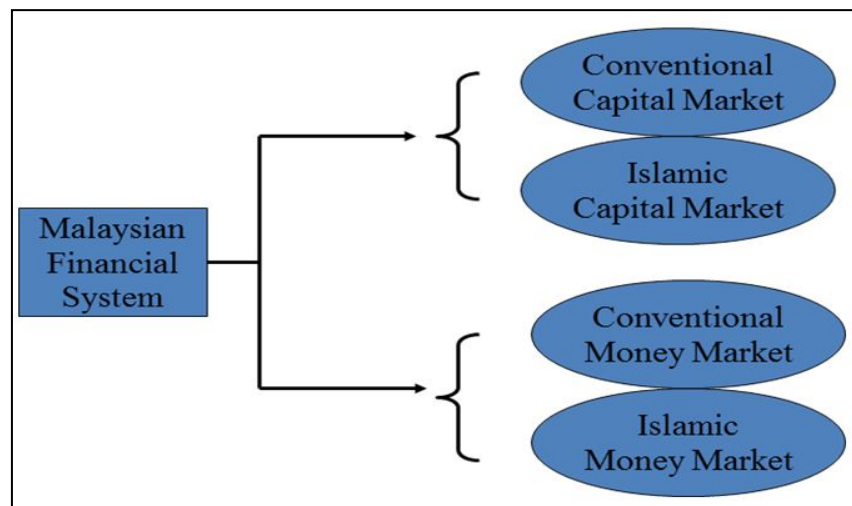 Conventional
Capital Market
Islamic
Capital Market
Malaysian
Financial
System
Conventional
Money Market
Islamic
Money Market